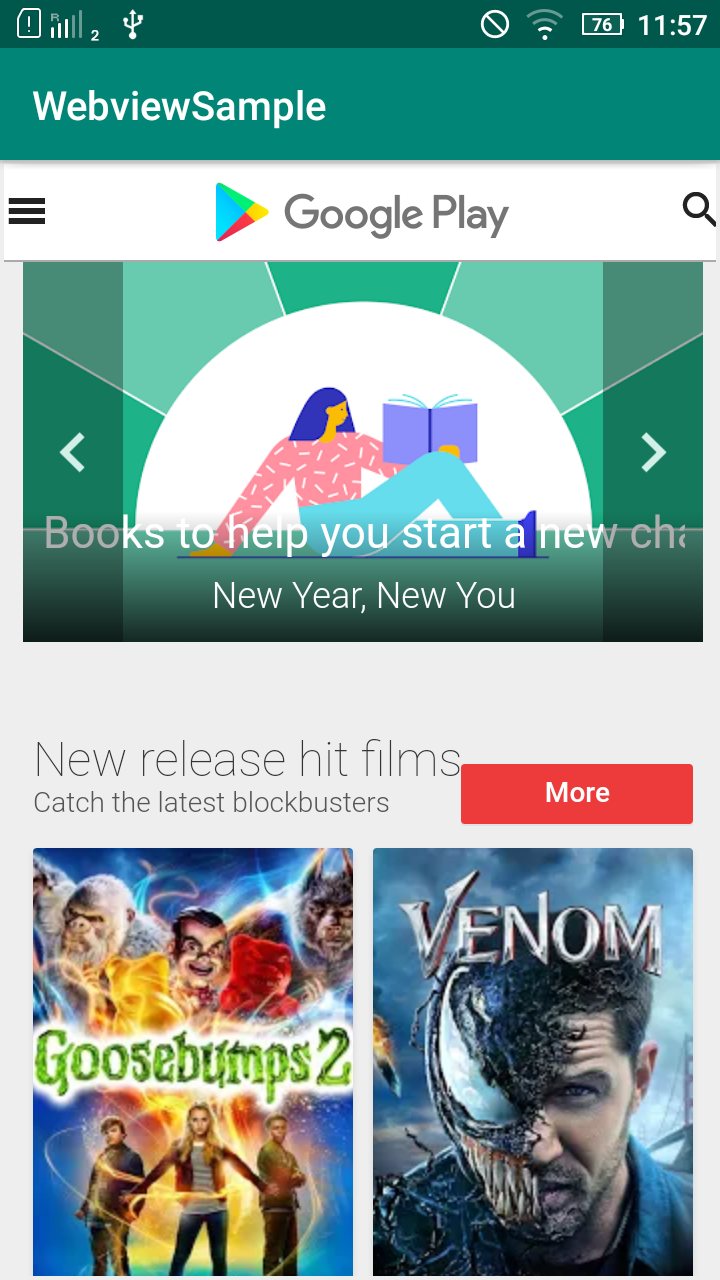 R 2 76 11:57
WebviewSample
Google Play
Books to help you start a new cha
New Year, New You
New release hit films
Catch the latest blockbusters
More
Goosebumps 2
VENOM